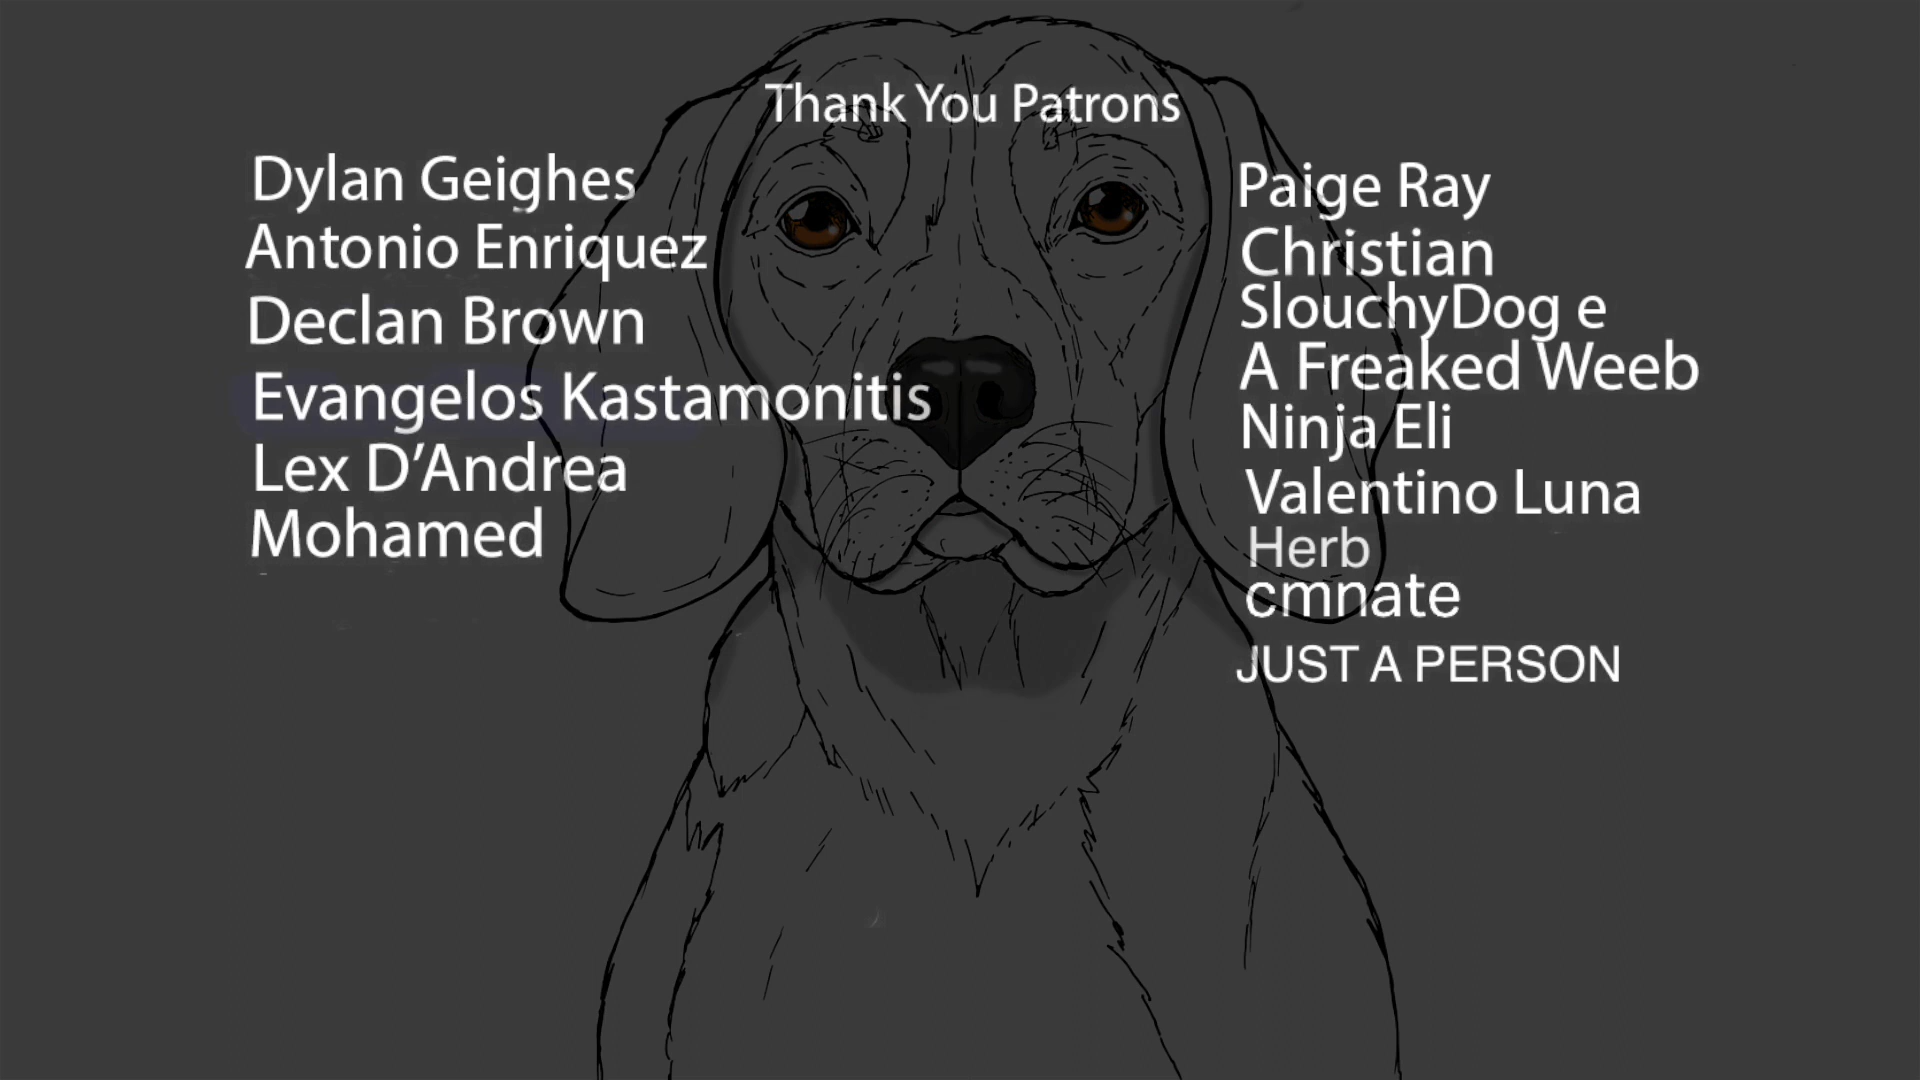 Thank You Patrons
Dylan Geighes
Antonio Enriquez
Declan Brown
Evangelos Kastamonitis
Lex D’Andrea
Mohamed
Paige Ray
Christian
SlouchyDog e
A Freaked Weeb
Ninja Eli
Valentino Luna
Herb
cmnate
JUST A PERSON